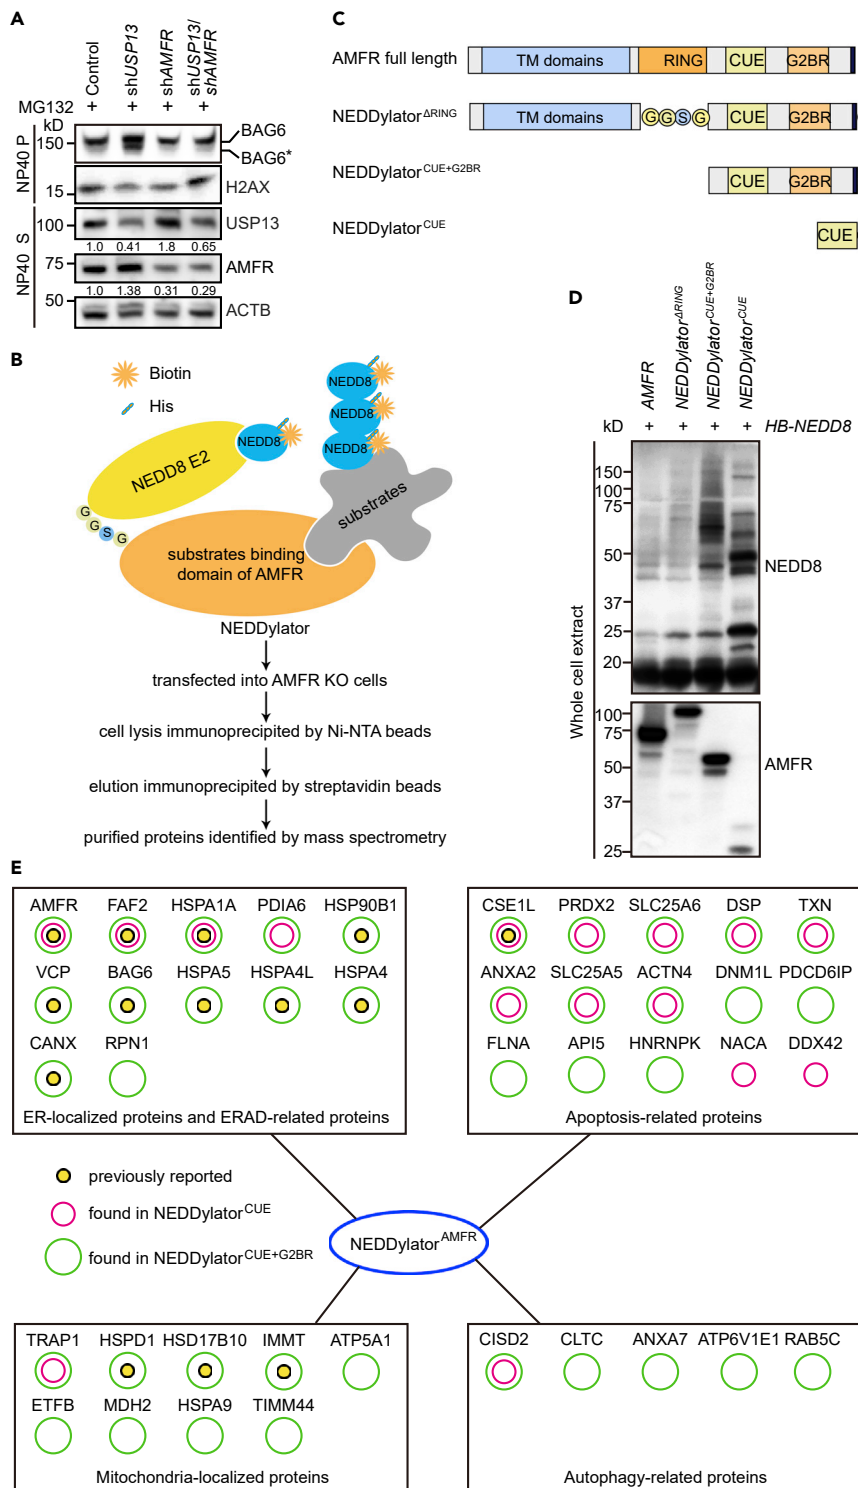 A
Control
shUSP13
shAMFR
shUSP13/
shAMFR
MG132 + + + +
kD
NP40 P
150
BAG6
BAG6*
15
H2AX
NP40 S
100
USP13
1.0 0.41 1.8 0.65
75
AMFR
1.0 1.38 0.31 0.29
50
ACTB
B
Biotin
His
NEDD8
NEDD8
NEDD8
NEDD8
NEDD8 E2
G
G
S
G
substrates
substrates binding
domain of AMFR
NEDDylator
transfected into AMFR KO cells
cell lysis immunoprecipited by Ni-NTA beads
elution immunoprecipited by streptavidin beads
purified proteins identified by mass spectrometry
C
AMFR full length
TM domains RING CUE G2BR
NEDDylatorΔRING
TM domains G G S G CUE G2BR
NEDDylatorCUE+G2BR
CUE G2BR
NEDDylatorCUE
CUE
D
AMFR
NEDDylatorΔRING
NEDDylatorCUE+G2BR
NEDDylatorCUE
kD + + + + HB-NEDD8
Whole cell extract
150
100
75
50
NEDD8
37
25
20
100
75
AMFR
50
37
25
E
AMFR FAF2 HSPA1A PDIA6 HSP90B1
VCP BAG6 HSPA5 HSPA4L HSPA4
CANX RPN1
ER-localized proteins and ERAD-related proteins
CSE1L PRDX2 SLC25A6 DSP TXN
ANXA2 SLC25A5 ACTN4 DNM1L PDCD6IP
FLNA API5 HNRNPK NACA DDX42
Apoptosis-related proteins
previously reported
found in NEDDylatorCUE
found in NEDDylatorCUE+G2BR
NEDDylatorAMFR
TRAP1 HSPD1 HSD17B10 IMMT ATP5A1
ETFB MDH2 HSPA9 TIMM44
Mitochondria-localized proteins
CISD2 CLTC ANXA7 ATP6V1E1 RAB5C
Autophagy-related proteins